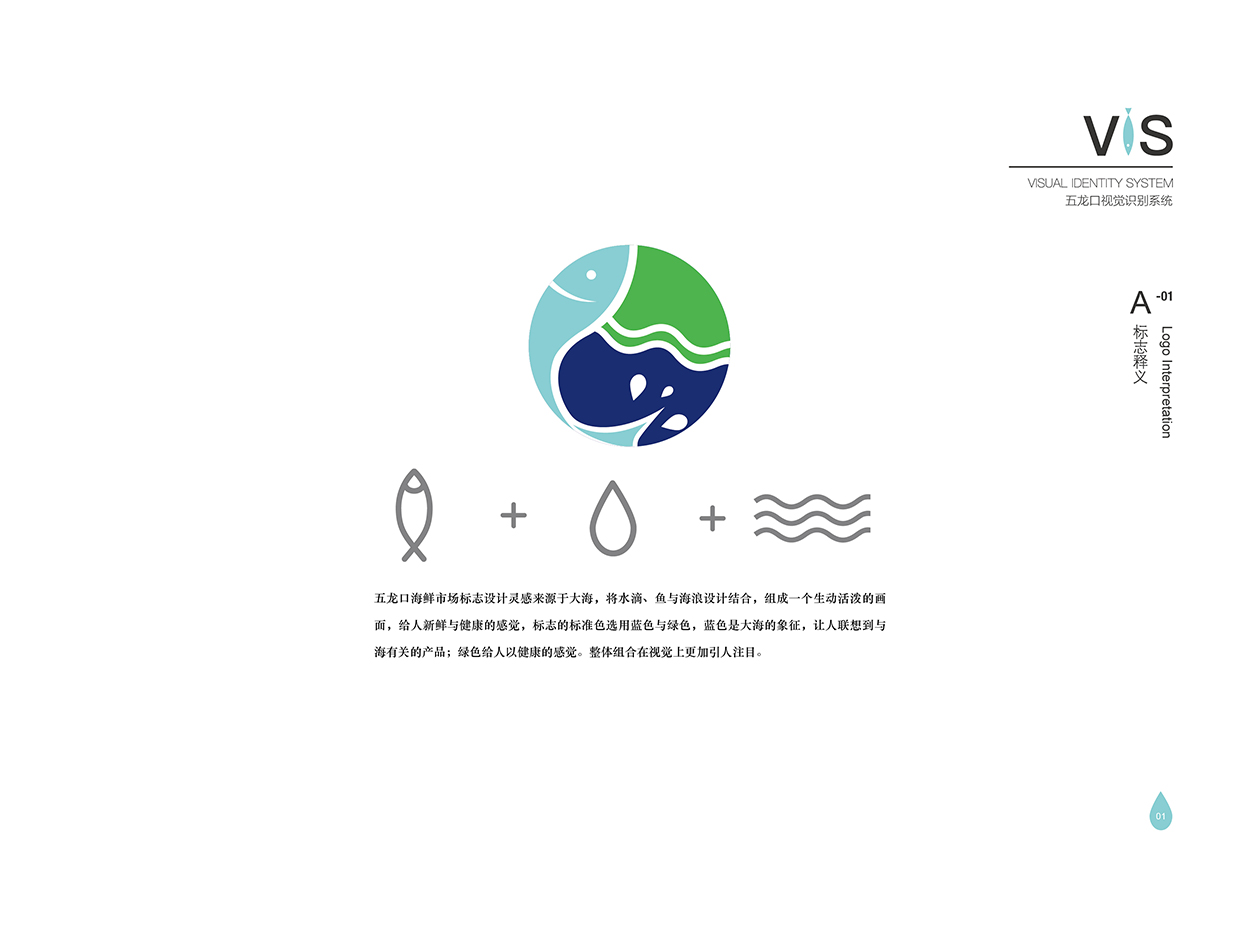 VIS
VISUAL IDENTITY SYSTEM
五龙口视觉识别系统
A-01
标志释义
Logo Interpretation
五龙口海鲜市场标志设计灵感来源于大海，将水滴、鱼与海浪设计结合，组成一个生动活泼的画
面，给人新鲜与健康的感觉，标志的标准色选用蓝色与绿色，蓝色是大海的象征，让人联想到与
海有关的产品；绿色给人以健康的感觉。整体组合在视觉上更加引人注目。
01